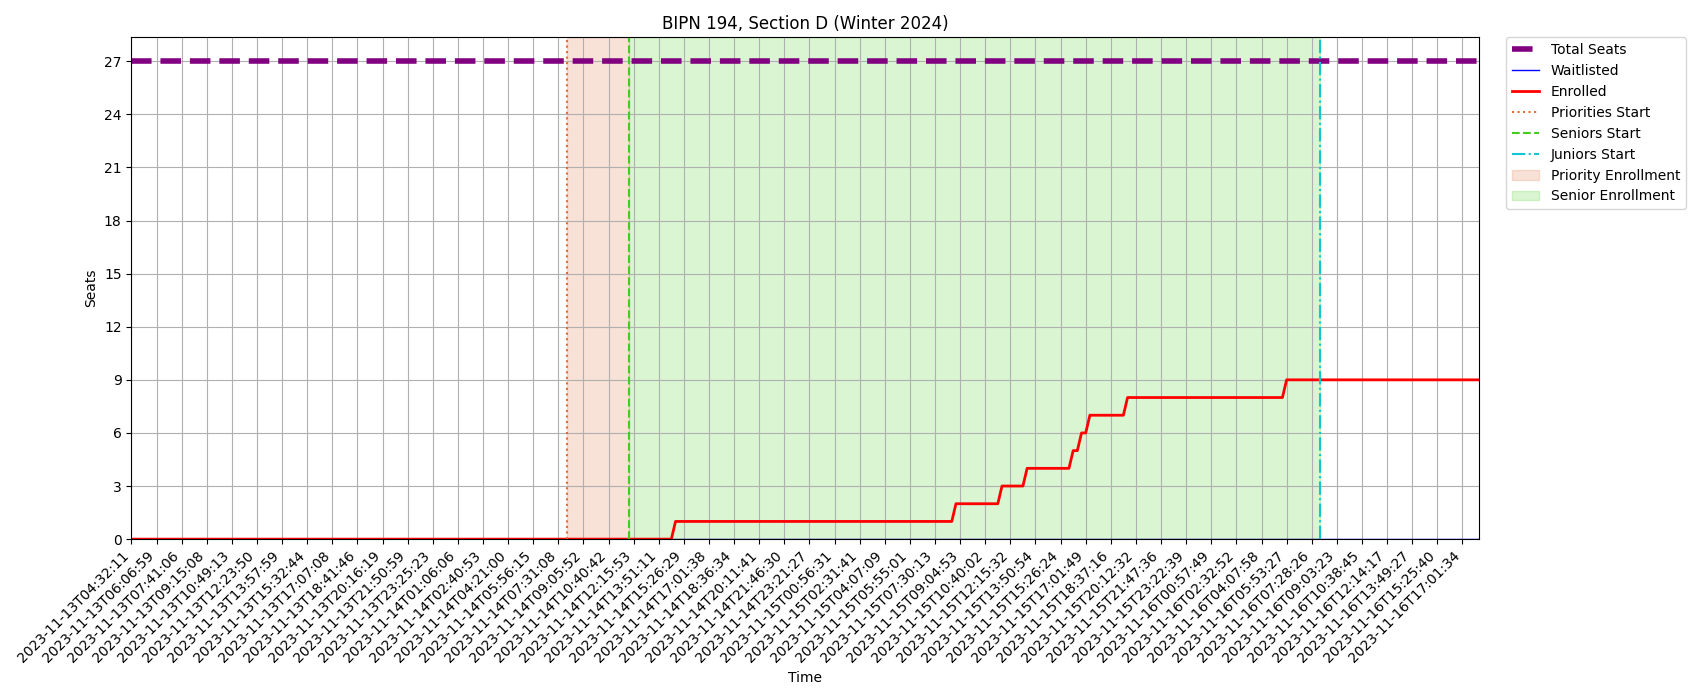 BIPN 194, Section D (Winter 2024)
Total Seats
Waitlisted
Enrolled
Priorities Start
Seniors Start
Juniors Start
Priority Enrollment
Senior Enrollment
Seats
27
24
21
18
15
12
9
6
3
0
2023-11-13T04:32:11
2023-11-13T06:06:59
2023-11-13T07:41:06
2023-11-13T09:15:08
2023-11-13T10:49:13
2023-11-13T12:23:50
2023-11-13T13:57:59
2023-11-13T15:32:44
2023-11-13T17:07:08
2023-11-13T18:41:46
2023-11-13T20:16:19
2023-11-13T21:50:59
2023-11-13T23:25:23
2023-11-14T01:06:06
2023-11-14T02:40:53
2023-11-14T04:21:00
2023-11-14T05:56:15
2023-11-14T07:31:08
2023-11-14T09:05:52
2023-11-14T10:40:42
2023-11-14T12:15:53
2023-11-14T13:51:11
2023-11-14T15:26:29
2023-11-14T17:01:38
2023-11-14T18:36:34
2023-11-14T20:11:41
2023-11-14T21:46:30
2023-11-14T23:21:27
2023-11-15T00:56:31
2023-11-15T02:31:41
2023-11-15T04:07:09
2023-11-15T05:55:01
2023-11-15T07:30:13
2023-11-15T09:04:53
2023-11-15T10:40:02
2023-11-15T12:15:32
2023-11-15T13:50:54
2023-11-15T15:26:24
2023-11-15T17:01:49
2023-11-15T18:37:16
2023-11-15T20:12:32
2023-11-15T21:47:36
2023-11-15T23:22:39
2023-11-16T00:57:49
2023-11-16T02:32:52
2023-11-16T04:07:58
2023-11-16T05:53:27
2023-11-16T07:28:26
2023-11-16T09:03:23
2023-11-16T10:38:45
2023-11-16T12:14:17
2023-11-16T13:49:27
2023-11-16T15:25:40
2023-11-16T17:01:34
Time